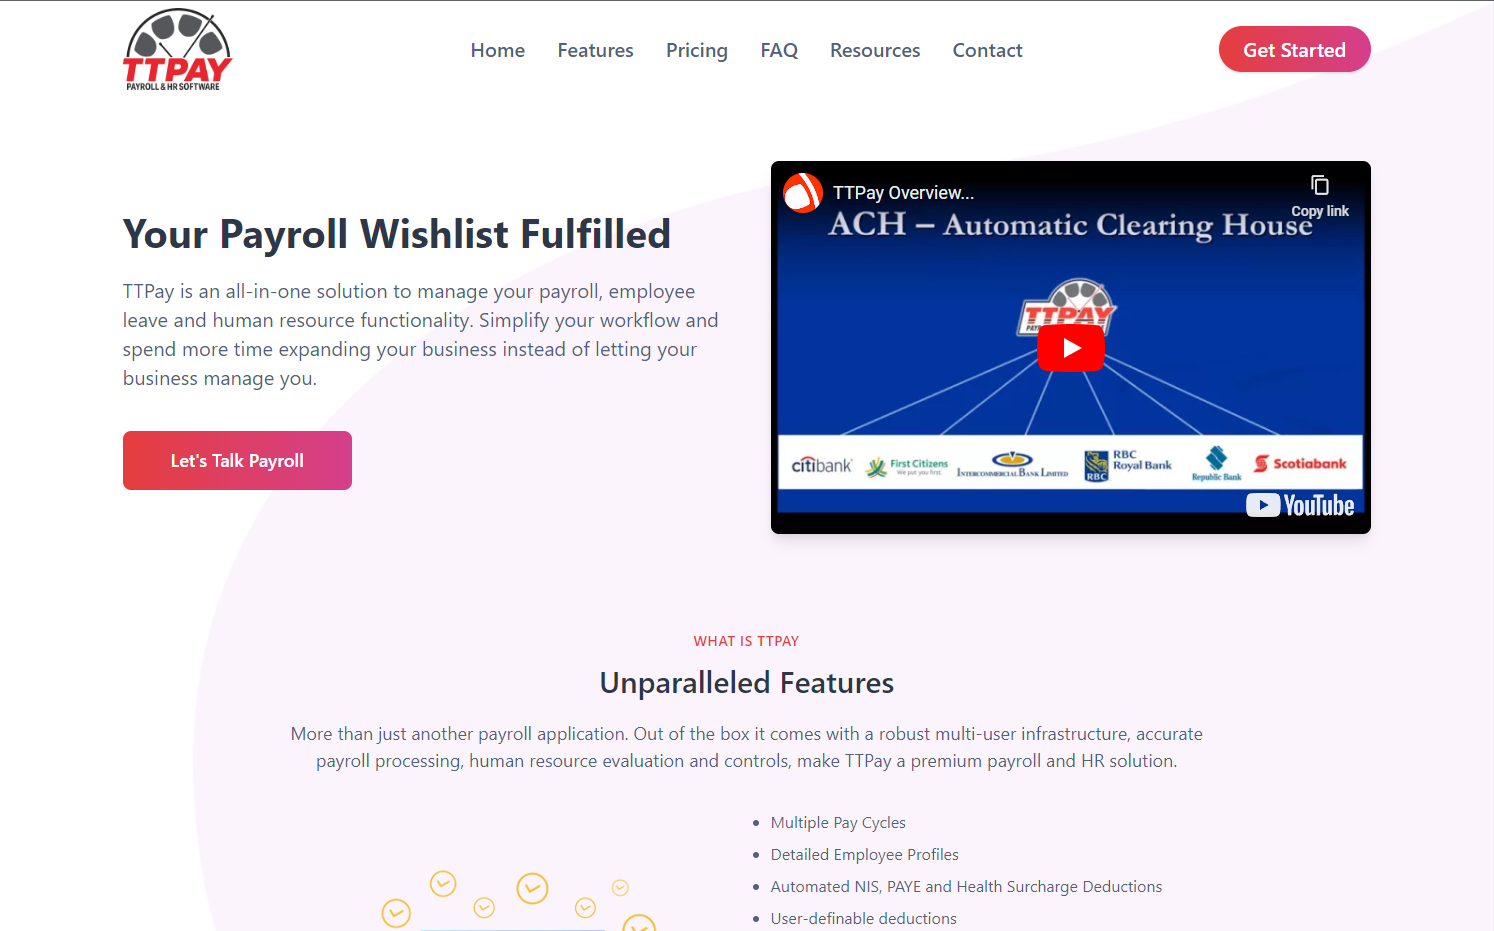 TTPAY
PAYROLL & HR SOFTWARE
Home
Features
Pricing
FAQ
Resources
Contact
Get Started
Your Payroll Wishlist Fulfilled
TTPay is an all-in-one solution to manage your payroll, employee
leave and human resource functionality. Simplify your workflow and
spend more time expanding your business instead of letting your
business manage you.
Let's Talk Payroll
TTPay Overview...
Copy link
ACH – Automatic Clearing House
TTPAY
citibank
First Citizens
We put you first.
INTERCOMMERCIAL BANK LIMITED
RBC
RBC
Royal Bank
Republic Bank
Scotiabank
YouTube
WHAT IS TTPAY
Unparalleled Features
More than just another payroll application. Out of the box it comes with a robust multi-user infrastructure, accurate
payroll processing, human resource evaluation and controls, make TTPay a premium payroll and HR solution.
• Multiple Pay Cycles
• Detailed Employee Profiles
• Automated NIS, PAYE and Health Surcharge Deductions
• User-definable deductions